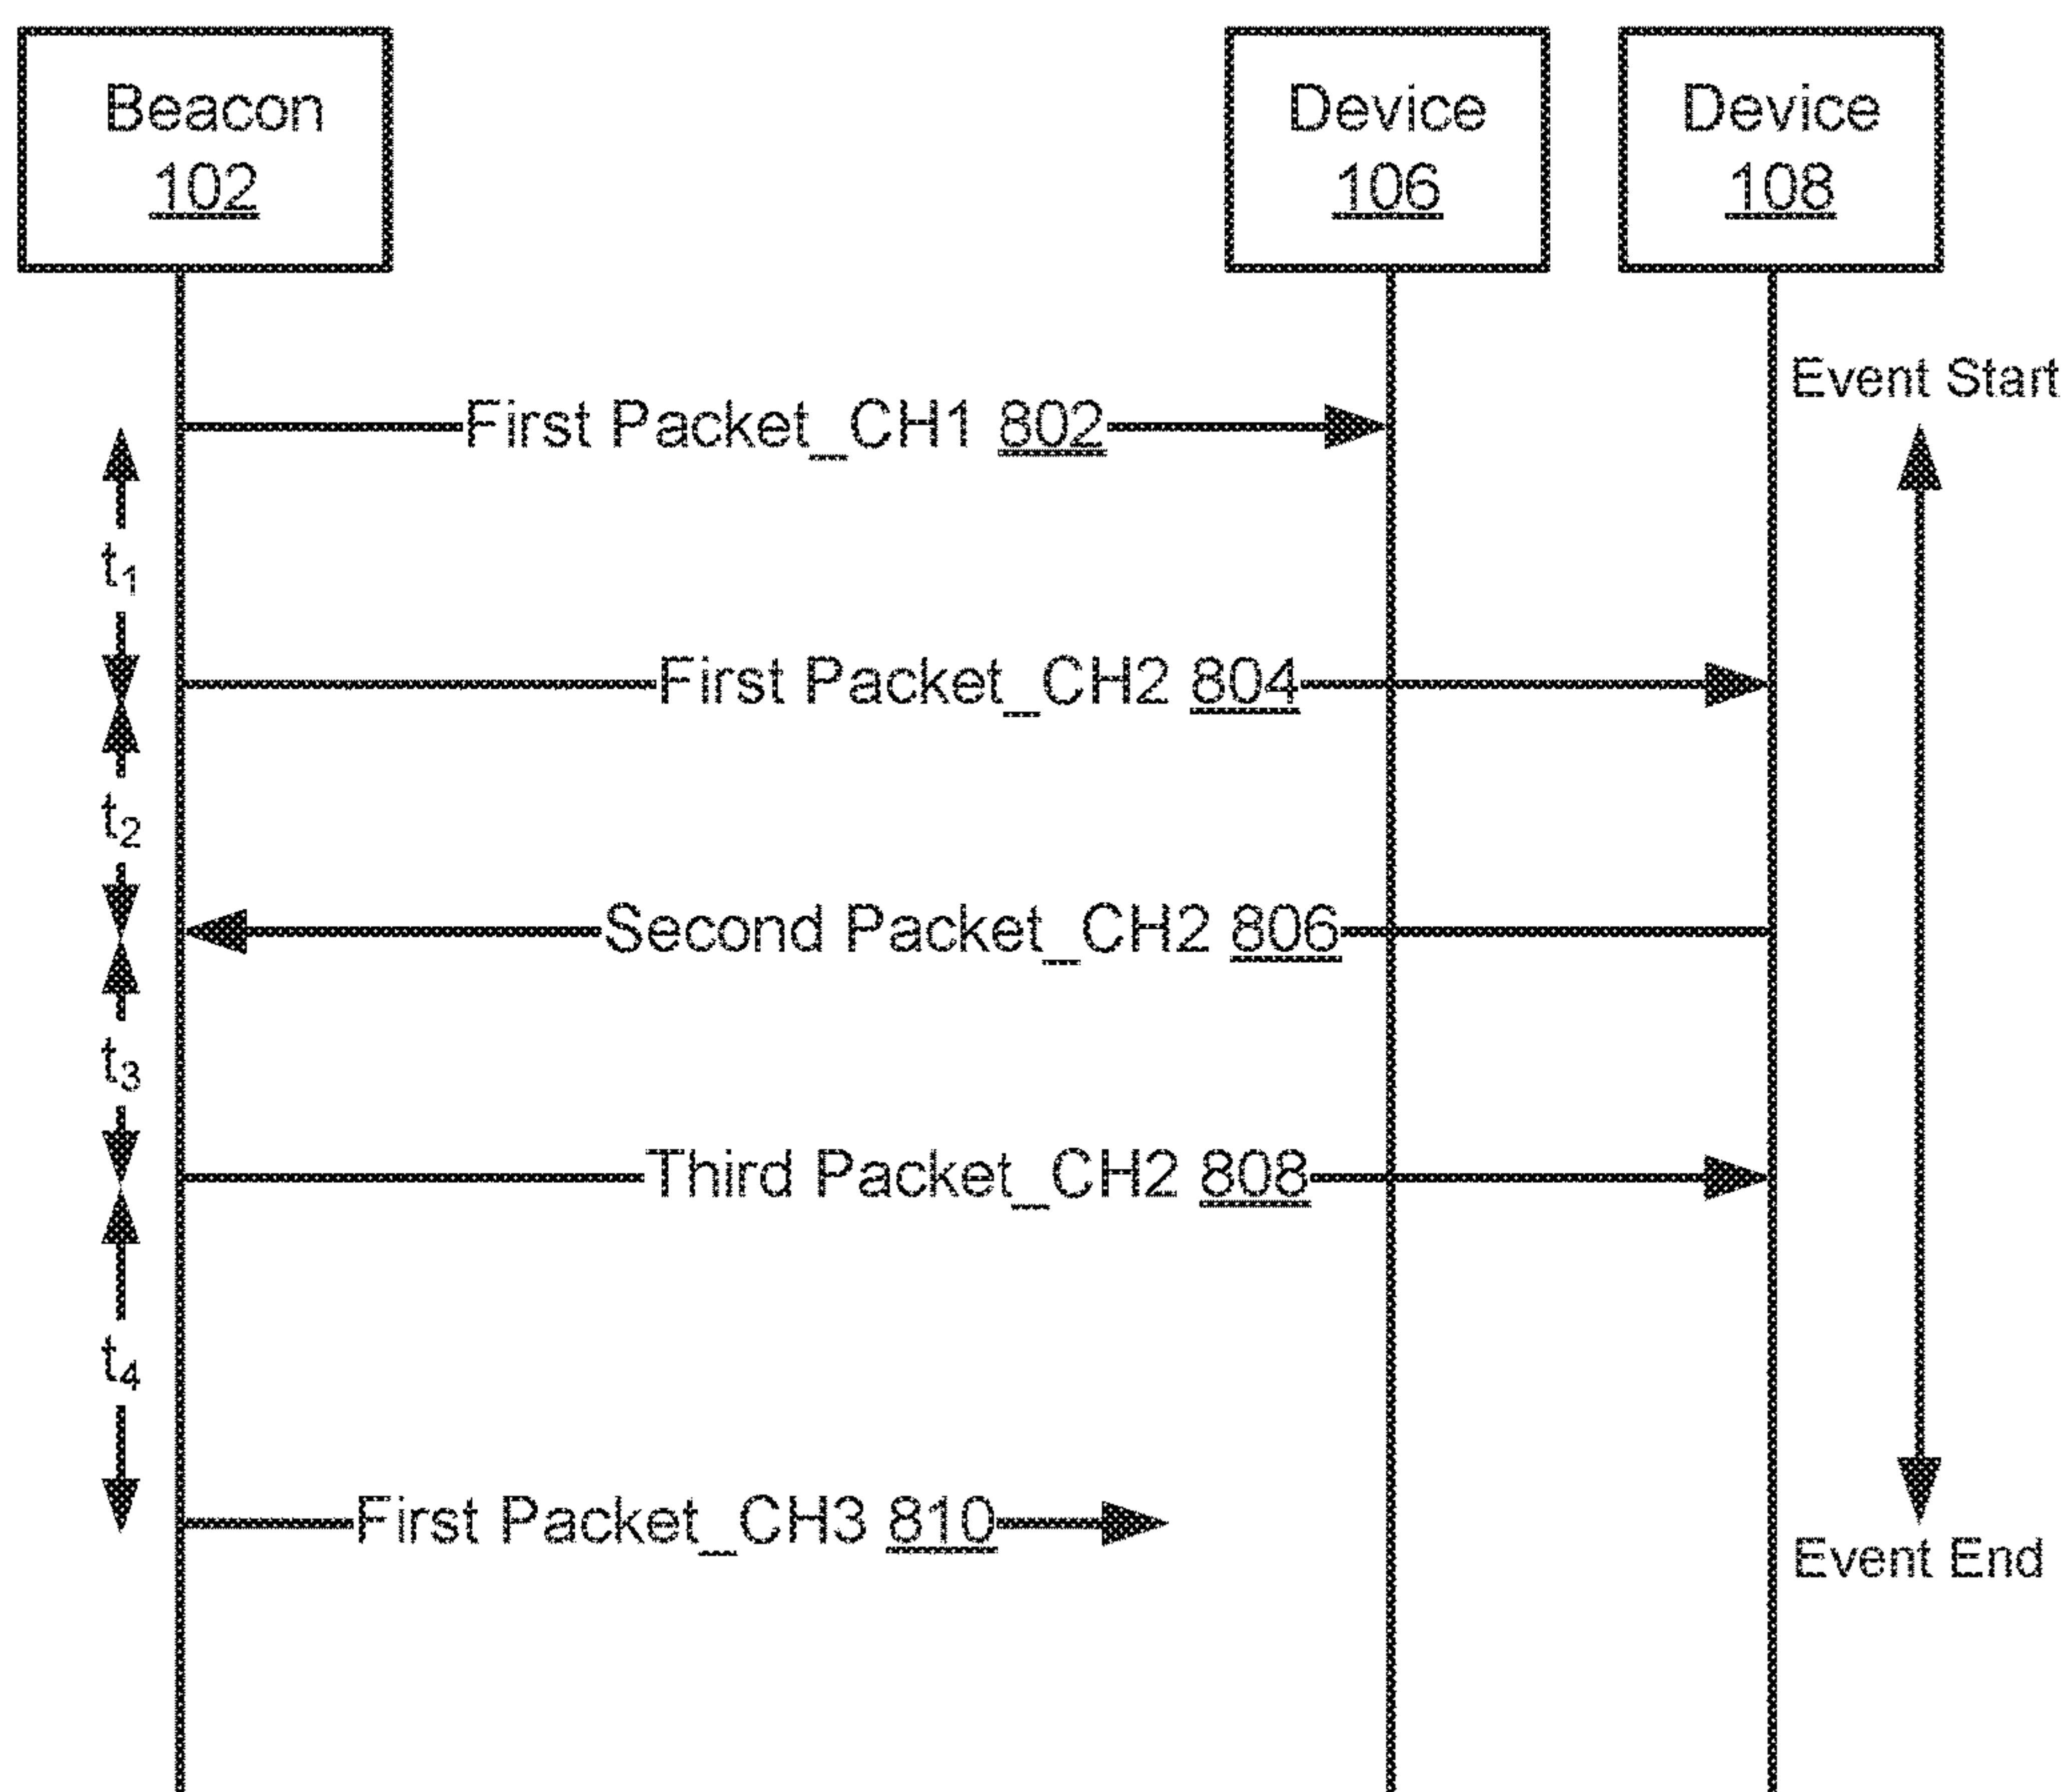 Beacon
102
Device
106
Device
108
Event Start
First Packet_CH1 802
t1
First Packet_CH2 804
t2
Second Packet_CH2 806
t3
Third Packet_CH2 808
t4
First Packet_CH3 810
Event End